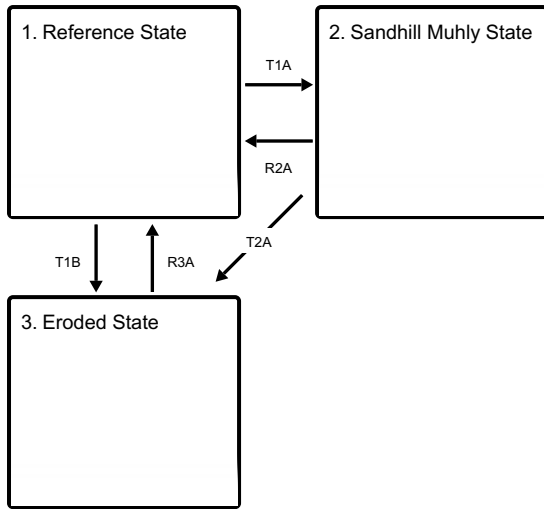 1. Reference State
2. Sandhill Muhly State
T1A
R2A
T2A
T1B
R3A
3. Eroded State